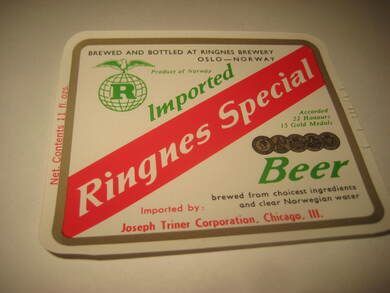 BREWED AND BOTTLED AT RINGNES BREWERY
OSLO—NORWAY
Product of Norway
R
Imported
Ringnes Special
Accorded
22 Honours
15 Gold Medals
Beer
brewed from choicest ingredients
and clear Norwegian water
Imported by:
Joseph Triner Corporation, Chicago, Ill.
Net. Contents 11 fl. ozs.